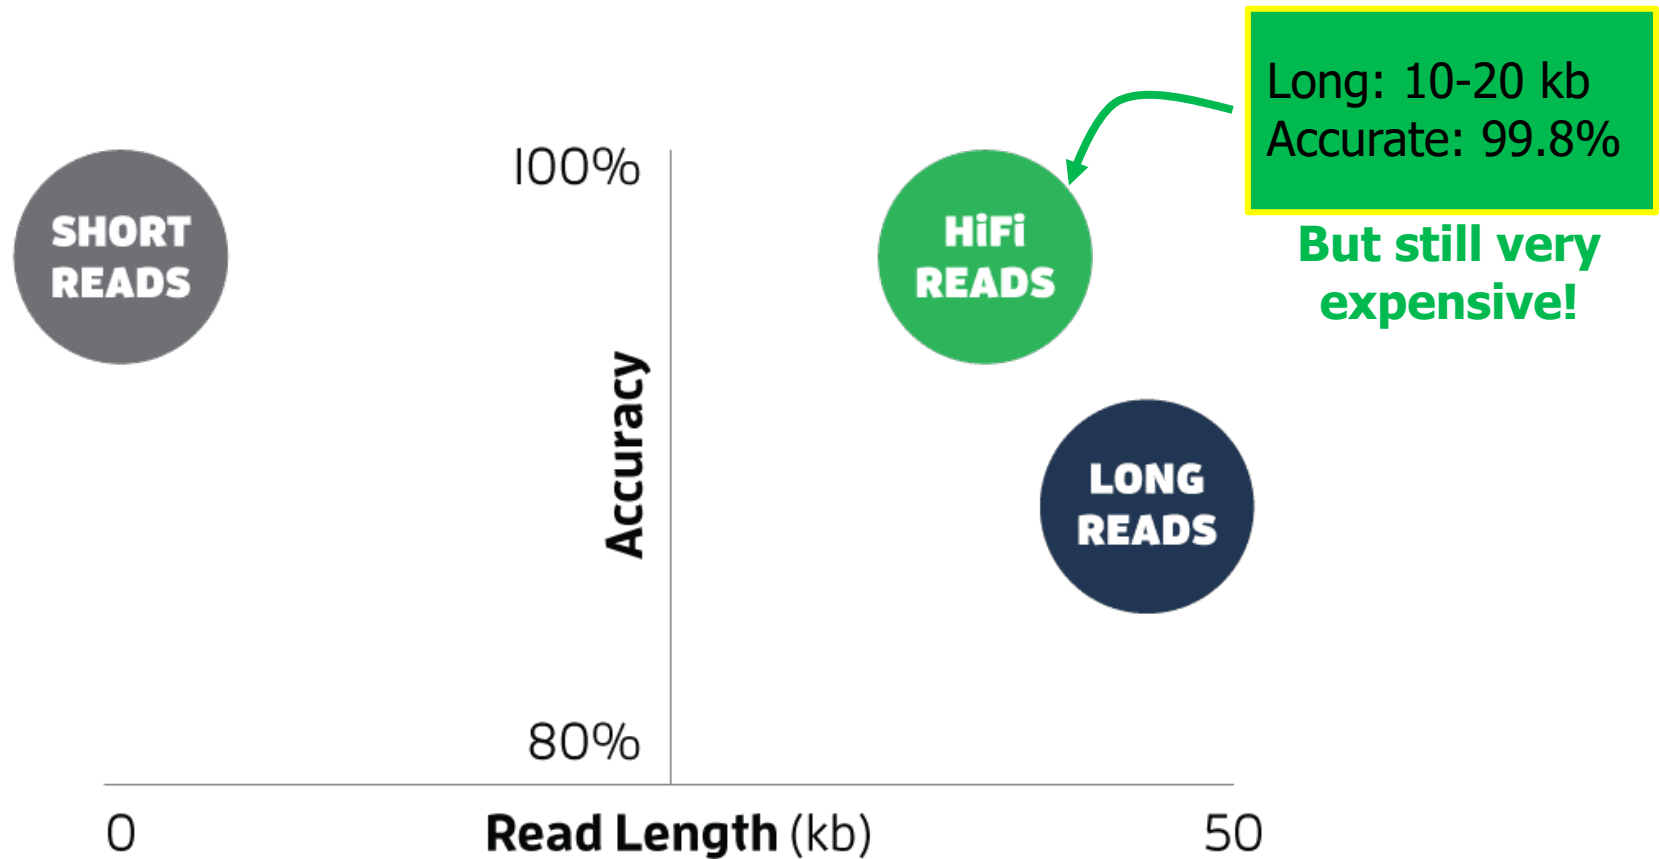 Long: 10-20 kb
Accurate: 99.8%
But still very
expensive!
100%
SHORT
READS
HiFi
READS
Accuracy
LONG
READS
80%
0
Read Length (kb)
50